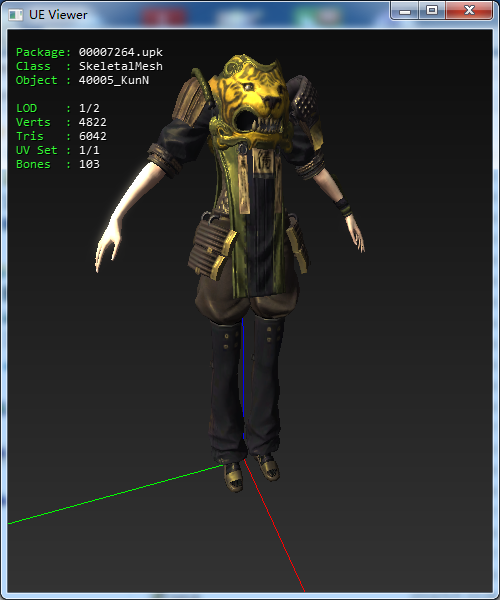 UE Viewer
Package: 00007264.upk
Class : SkeletalMesh
Object : 40005_KunN
LOD : 1/2
Verts : 4822
Tris : 6042
UV Set : 1/1
Bones : 103